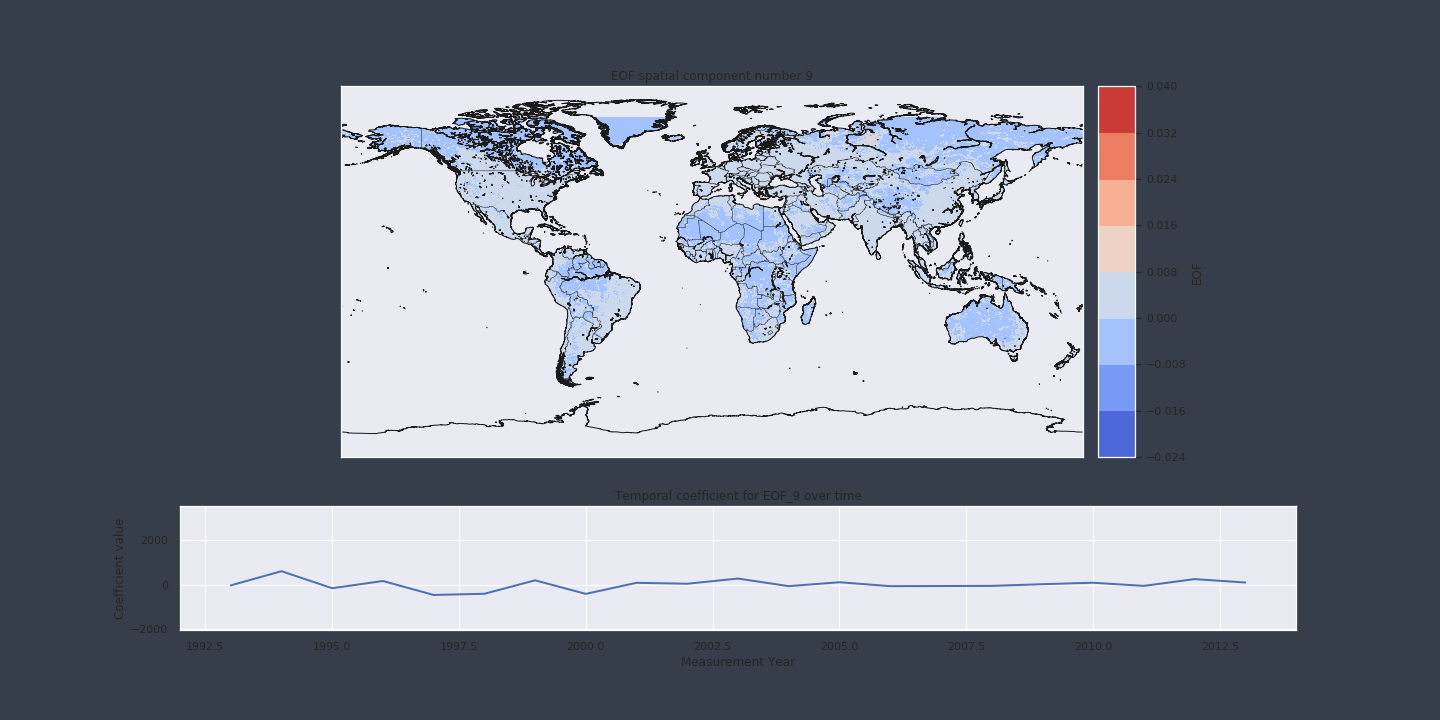 EOF spatial component number 9
0.040
0.032
0.024
0.016
0.008
0.000
−0.008
−0.016
−0.024
EOF
Temporal coefficient for EOF_9 over time
Coefficient value
2000
0
−2000
1992.5 1995.0 1997.5 2000.0 2002.5 2005.0 2007.5 2010.0 2012.5
Measurement Year